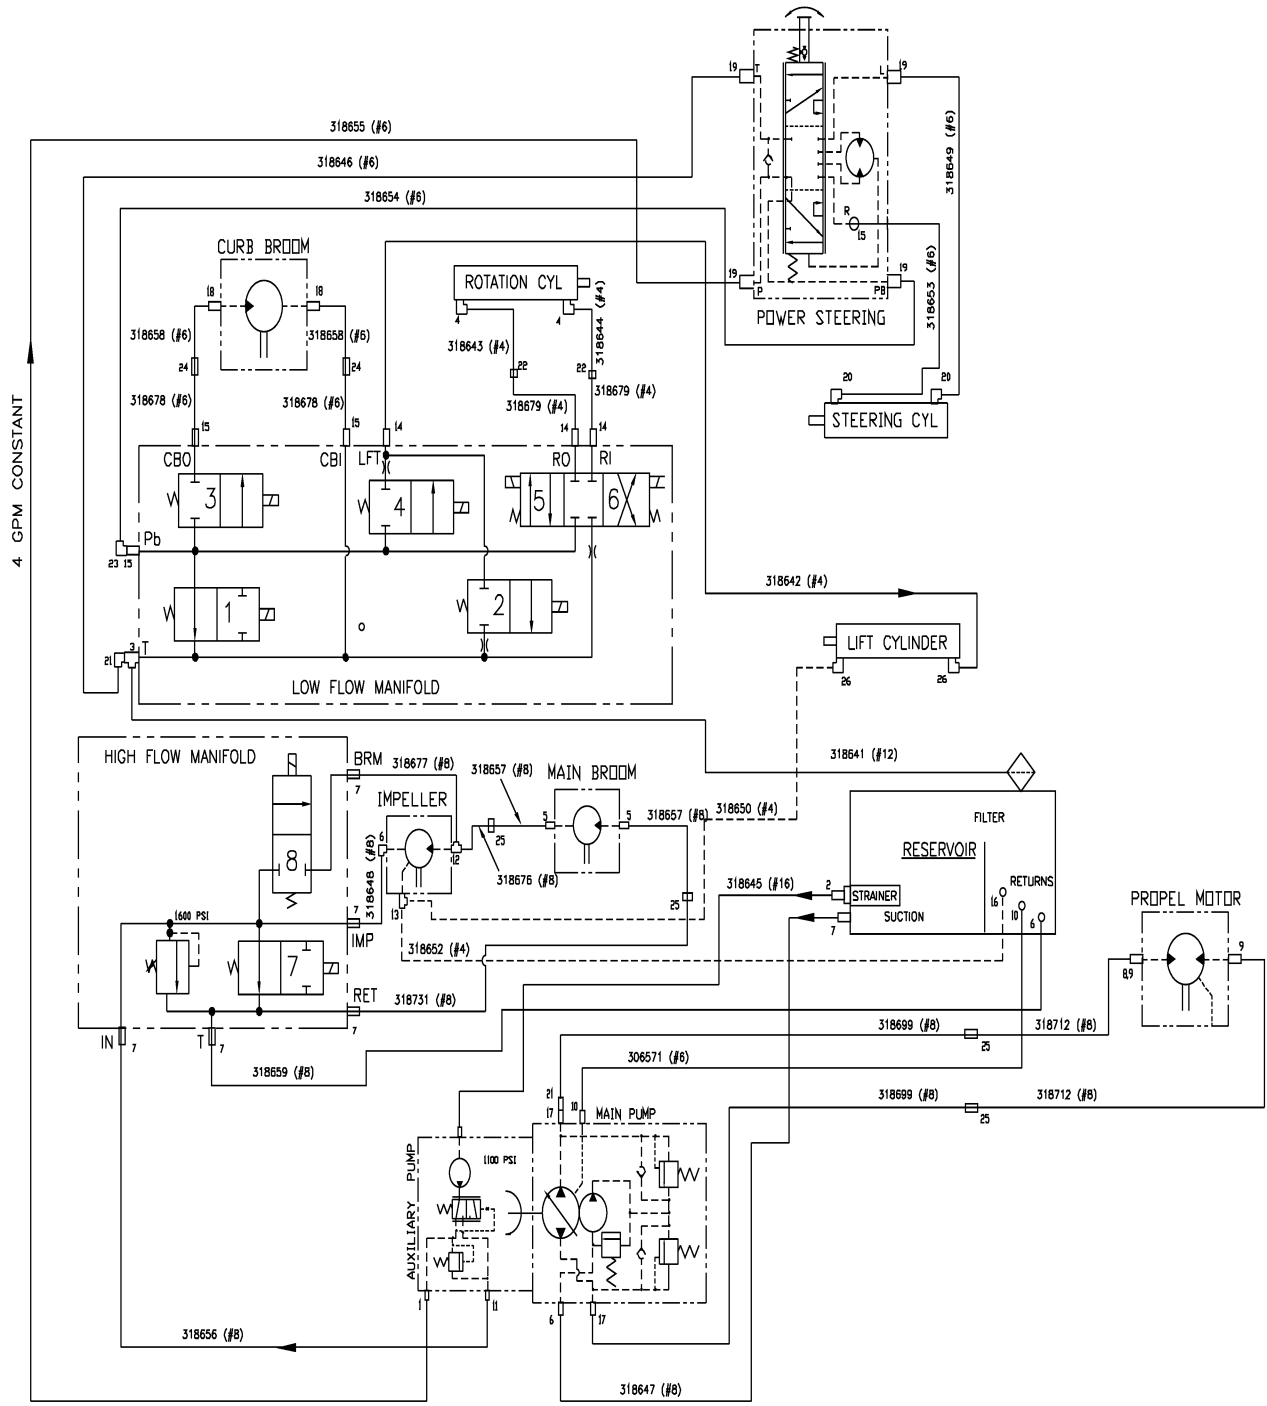 19
T
L
19
318655 (#6)
318646 (#6)
318649 (#6)
318654 (#6)
R
15
CURB BROOM
318653 (#6)
19
P
PB
19
ROTATION CYL
318644 (#4)
POWER STEERING
18
18
4
4
318658 (#6)
318658 (#6)
318643 (#4)
24
24
22
22
20
20
318678 (#6)
318678 (#6)
318679 (#4)
318679 (#4)
STEERING CYL
4 GPM CONSTANT
15
15
14
14
14
CBO
CBI
LFT
RO
RI
3
4
5
6
Pb
23
15
1
2
318642 (#4)
3
T
21
LIFT CYLINDER
26
26
LOW FLOW MANIFOLD
HIGH FLOW MANIFOLD
BRM
318677 (#8)
318657 (#8)
MAIN BROOM
318641 (#12)
7
IMPELLER
5
5
318657 (#8)
318650 (#4)
FILTER
6
25
12
8
318648 (#8)
318676 (#8)
RESERVOIR
318645 (#16)
2
STRAINER
RETURNS
1600 PSI
7
13
25
7
SUCTION
16
10
6
PROPEL MOTOR
IMP
318652 (#4)
7
8,9
9
RET
318731 (#8)
IN
7
T
7
7
318699 (#8)
318712 (#8)
25
318659 (#8)
306571 (#6)
21
17
10
MAIN PUMP
318699 (#8)
318712 (#8)
25
AUXILIARY PUMP
1100 PSI
1
11
6
17
318656 (#8)
318647 (#8)